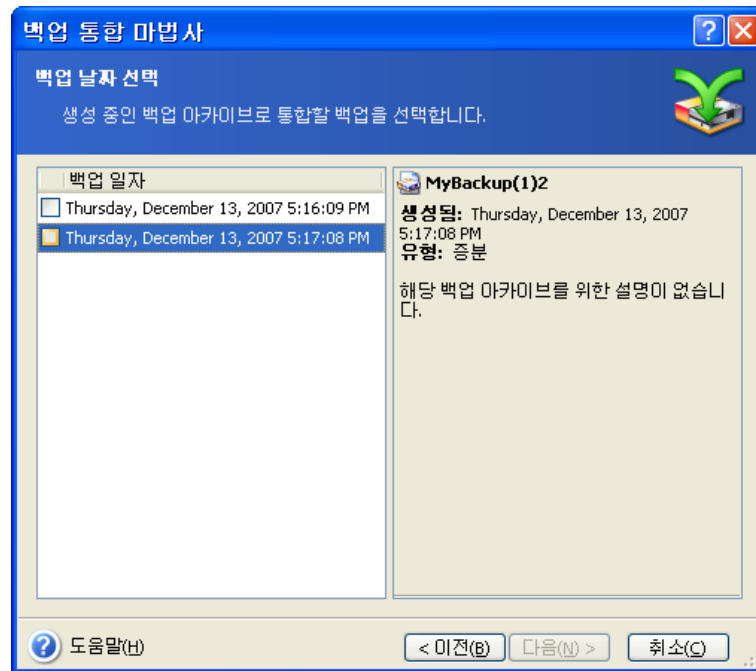 백업 통합 마법사
백업 날짜 선택
생성 중인 백업 아카이브로 통합할 백업을 선택합니다.
백업 일자
Thursday, December 13, 2007 5:16:09 PM
Thursday, December 13, 2007 5:17:08 PM
MyBackup(1)2
생성됨: Thursday, December 13, 2007
5:17:08 PM
유형: 증분
해당 백업 아카이브를 위한 설명이 없습니
다.
도움말(H)
< 이전(B)
다음(N) >
취소(C)